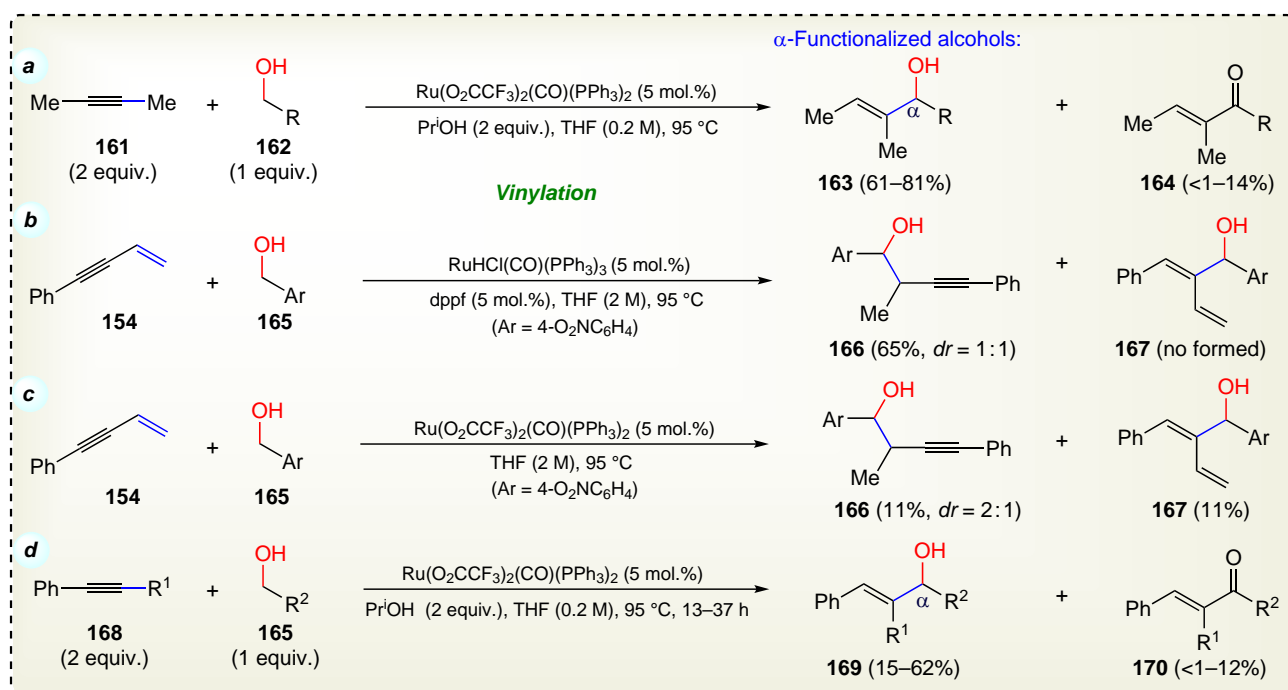 α-Functionalized alcohols:
a
Me
Me
161
(2 equiv.)
+
OH
R
162
(1 equiv.)
Ru(O₂CCF₃)₂(CO)(PPh₃)₂ (5 mol.%)
PrⁱOH (2 equiv.), THF (0.2 M), 95 °C
OH
Me
α
R
Me
163 (61–81%)
+
O
Me
R
Me
164 (<1–14%)
Vinylation
b
Ph
154
+
OH
Ar
165
RuHCl(CO)(PPh₃)₃ (5 mol.%)
dppf (5 mol.%), THF (2 M), 95 °C
(Ar = 4-O₂NC₆H₄)
OH
Ar
Ph
Me
166 (65%, dr = 1:1)
+
OH
Ph
Ar
167 (no formed)
c
Ph
154
+
OH
Ar
165
Ru(O₂CCF₃)₂(CO)(PPh₃)₂ (5 mol.%)
THF (2 M), 95 °C
(Ar = 4-O₂NC₆H₄)
OH
Ar
Ph
Me
166 (11%, dr = 2:1)
+
OH
Ph
Ar
167 (11%)
d
Ph
R¹
168
(2 equiv.)
+
OH
R²
165
(1 equiv.)
Ru(O₂CCF₃)₂(CO)(PPh₃)₂ (5 mol.%)
PrⁱOH (2 equiv.), THF (0.2 M), 95 °C, 13–37 h
OH
Ph
α
R²
R¹
169 (15–62%)
+
O
Ph
R²
R¹
170 (<1–12%)